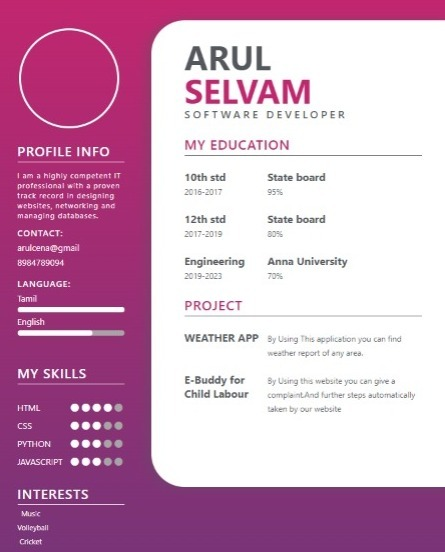 ARUL
SELVAM
SOFTWARE DEVELOPER
PROFILE INFO
I am a highly competent IT
professional with a proven
track record in designing
websites, networking and
managing databases.
CONTACT:
arulcena@gmail
8984789094
LANGUAGE:
Tamil
English
MY SKILLS
HTML
CSS
PYTHON
JAVASCRIPT
INTERESTS
Music
Volleyball
Cricket
MY EDUCATION
10th std State board
2016-2017 95%
12th std State board
2017-2019 80%
Engineering Anna University
2019-2023 70%
PROJECT
WEATHER APP By Using This application you can find
weather report of any area.
E-Buddy for By Using this website you can give a
Child Labour complaint.And further steps automatically
taken by our website